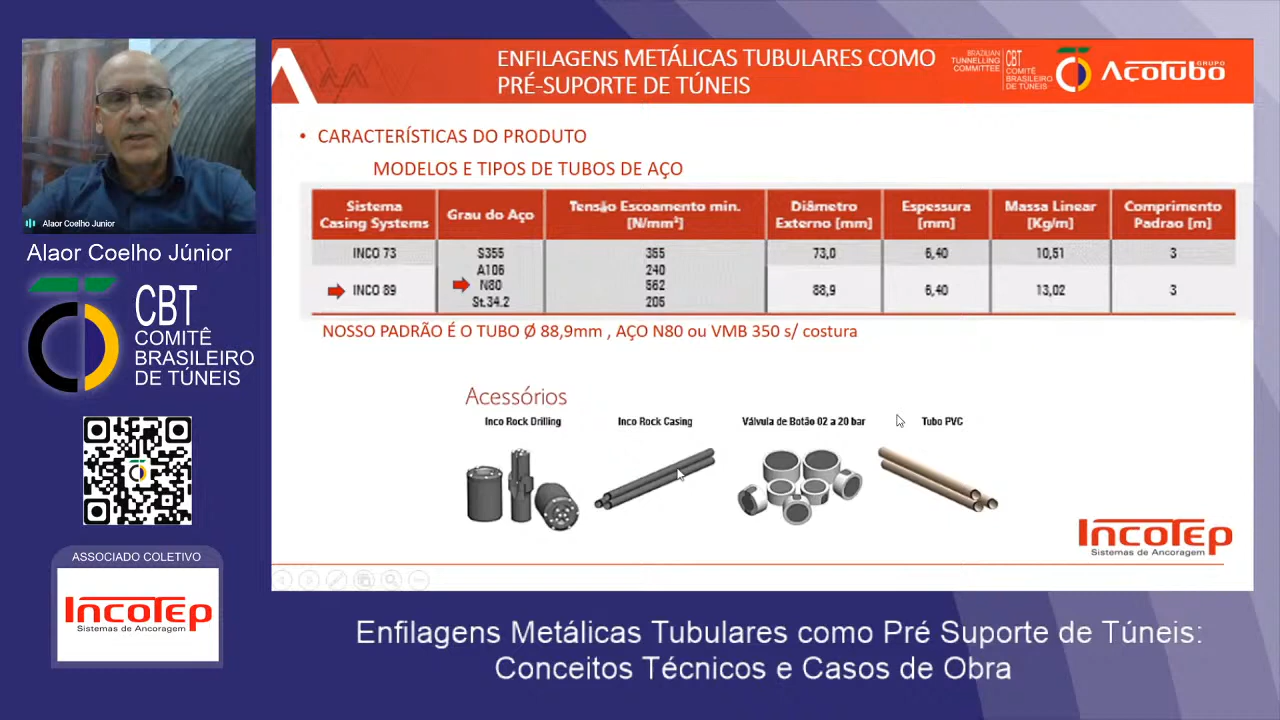 ENFILAGENS METÁLICAS TUBULARES COMO
PRÉ-SUPORTE DE TÚNEIS
BRAZILIAN
TUNNELLING
COMMITTEE
CBT
COMITÊ
BRASILEIRO
DE TÚNEIS
GRUPO
AÇOTUBO
• CARACTERÍSTICAS DO PRODUTO
MODELOS E TIPOS DE TUBOS DE AÇO
Sistema Casing Systems | Grau do Aço | Tensão Escoamento min. [N/mm²] | Diâmetro Externo [mm] | Espessura [mm] | Massa Linear [Kg/m] | Comprimento Padrao [m]
INCO 73 | S355 | 355 | 73,0 | 6,40 | 10,51 | 3
INCO 89 | A106 | 240 | 88,9 | 6,40 | 13,02 | 3
N80 | 562
St.34.2 | 205
NOSSO PADRÃO É O TUBO Ø 88,9mm , AÇO N80 ou VMB 350 s/ costura
Acessórios
Inco Rock Drilling
Inco Rock Casing
Válvula de Botão 02 a 20 bar
Tubo PVC
INCOTEP
Sistemas de Ancoragem
Alaor Coelho Junior
Alaor Coelho Júnior
CBT
COMITÊ
BRASILEIRO
DE TÚNEIS
ASSOCIADO COLETIVO
INCOTEP
Sistemas de Ancoragem
Enfilagens Metálicas Tubulares como Pré Suporte de Túneis:
Conceitos Técnicos e Casos de Obra